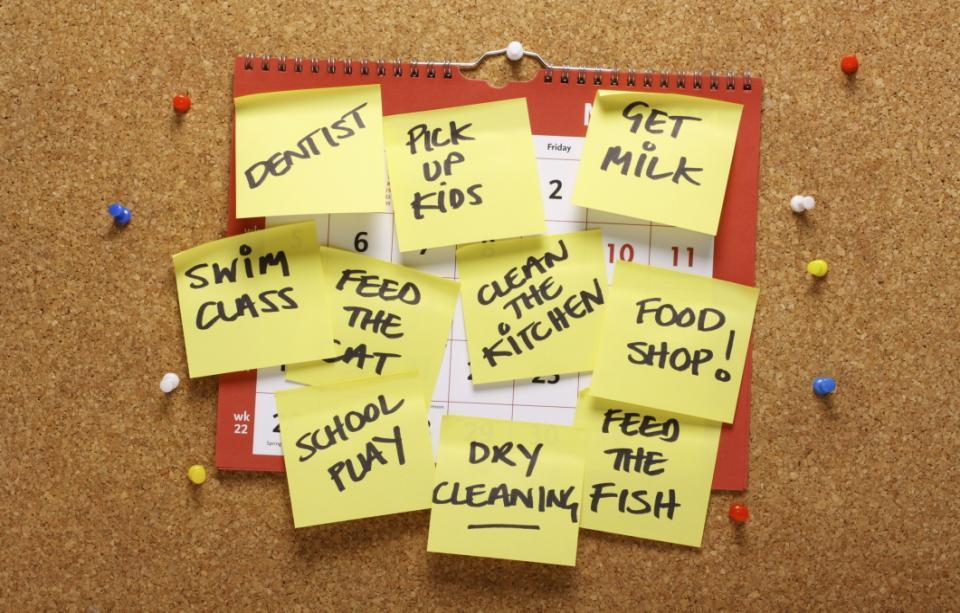 DENTIST
PICK
UP
KIDS
GET
MILK
Friday
2
6
10 11
SWIM
CLASS
FEED
THE
CAT
CLEAN
THE
KITCHEN
FOOD
SHOP!
wk
22
SCHOOL
PLAY
DRY
CLEANING
FEED
THE
FISH